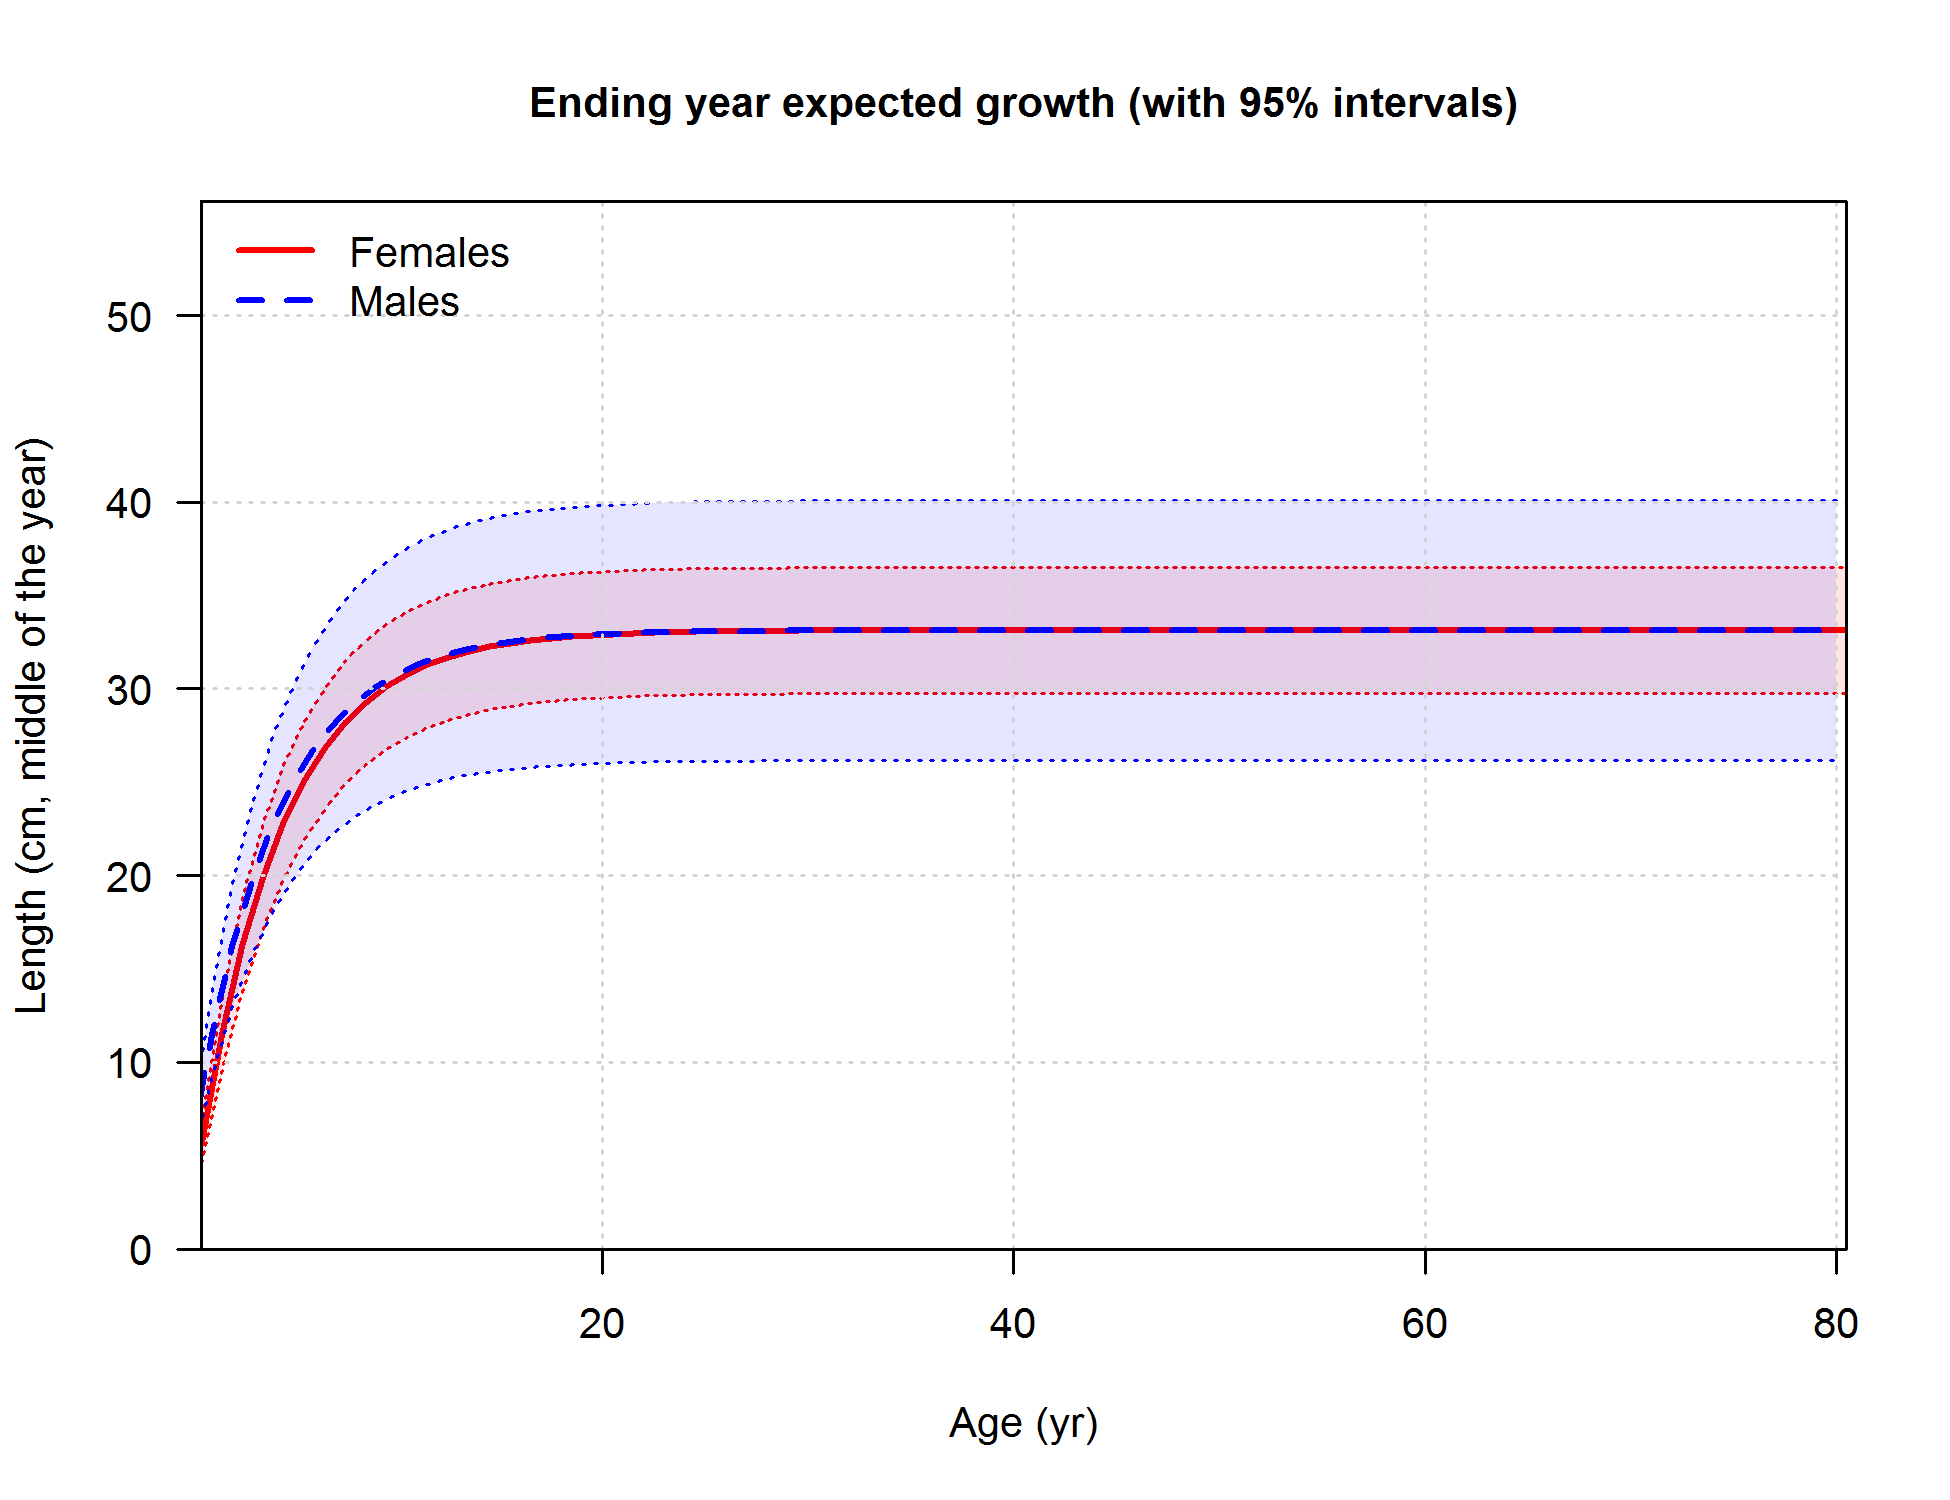 Ending year expected growth (with 95% intervals)
Females
Males
50
40
30
20
10
0
Length (cm, middle of the year)
20
40
60
80
Age (yr)